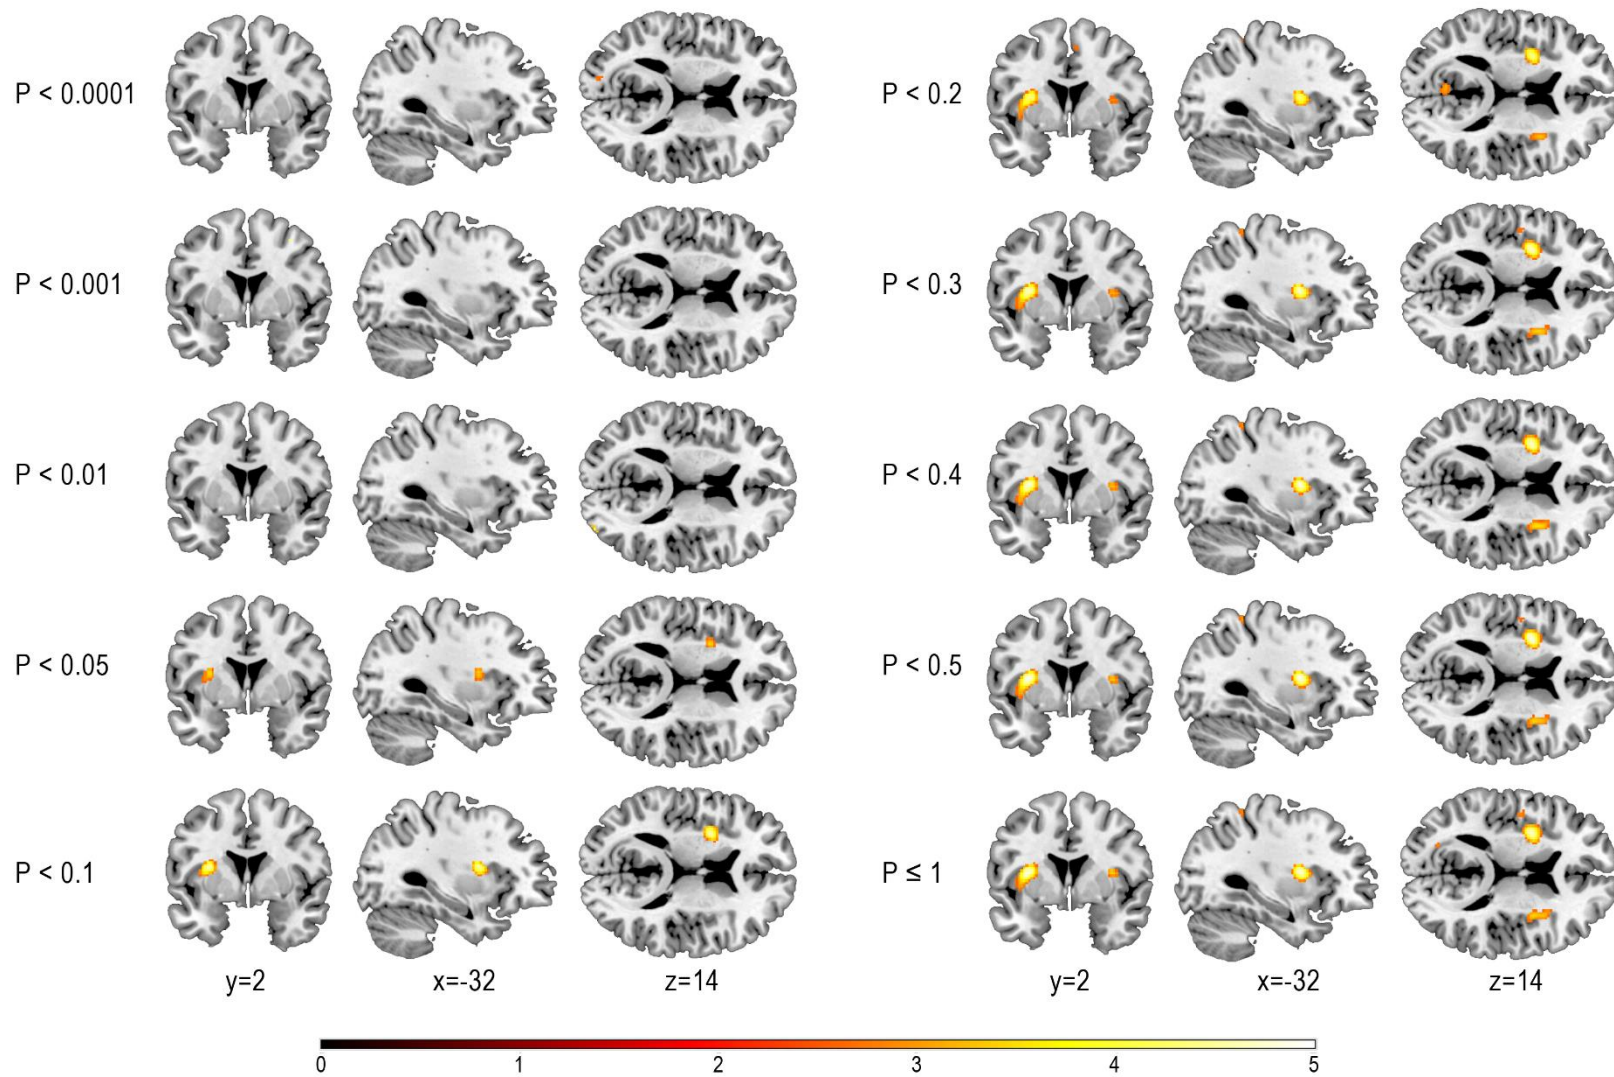 P < 0.0001
P < 0.2
P < 0.001
P < 0.3
P < 0.01
P < 0.4
P < 0.05
P < 0.5
P < 0.1
P ≤ 1
y=2 x=-32 z=14 y=2 x=-32 z=14
0 1 2 3 4 5